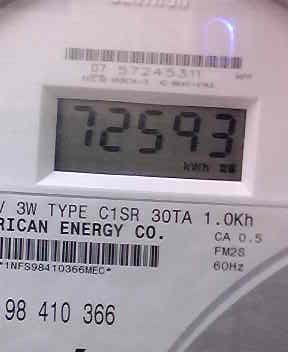 07 57245311
72593
kWh
V 3W TYPE C1SR 30TA 1.0Kh
RICAN ENERGY CO.
CA 0.5
FM2S
60Hz
*1NFS98410366MEC*
98 410 366